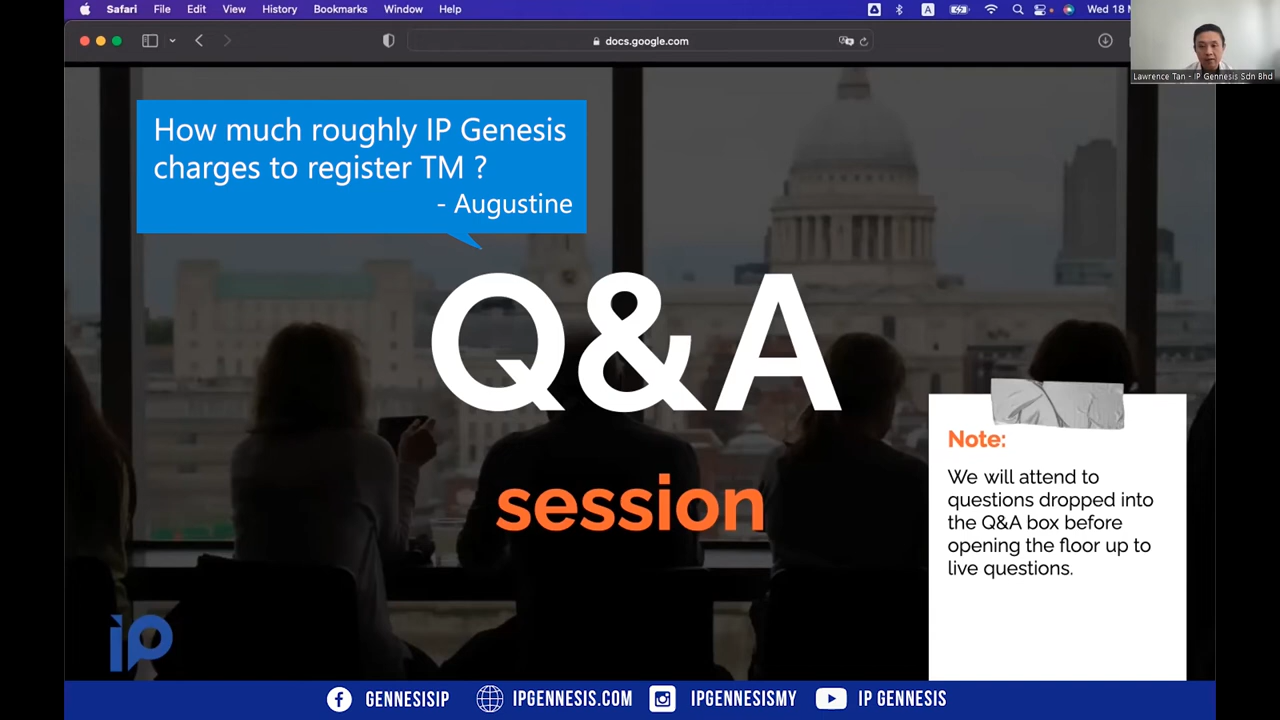 Safari File Edit View History Bookmarks Window Help
A
Wed 18 M
docs.google.com
Lawrence Tan - IP Gennesis Sdn Bhd
How much roughly IP Genesis
charges to register TM ?
- Augustine
Q&A
session
Note:
We will attend to
questions dropped into
the Q&A box before
opening the floor up to
live questions.
ip
GENNESISIP IPGENNESIS.COM IPGENNESISMY IP GENNESIS